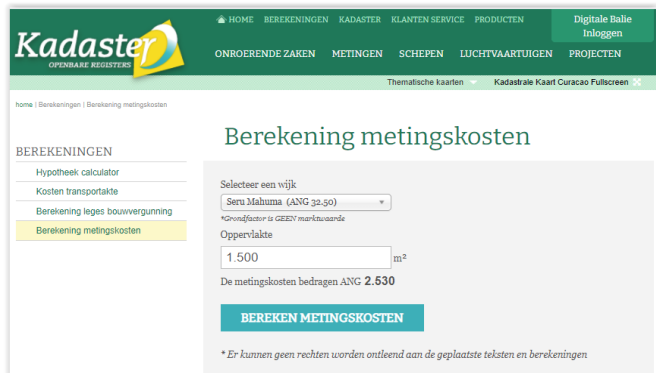 HOME BEREKENINGEN KADASTER KLANTEN SERVICE PRODUCTEN Digitale Balie Inloggen
Kadaster
OPENBARE REGISTERS
ONROERENDE ZAKEN METINGEN SCHEPEN LUCHTVAARTUIGEN PROJECTEN
Thematische kaarten Kadastrale Kaart Curacao Fullscreen
home | Berekeningen | Berekening metingskosten
BEREKENINGEN
Hypotheek calculator
Kosten transportakte
Berekening leges bouwvergunning
Berekening metingskosten
Berekening metingskosten
Selecteer een wijk
Seru Mahuma (ANG 32.50)
*Grondfactor is GEEN marktwaarde
Oppervlakte
1.500 m²
De metingskosten bedragen ANG 2.530
BEREKEN METINGSKOSTEN
* Er kunnen geen rechten worden ontleend aan de geplaatste teksten en berekeningen